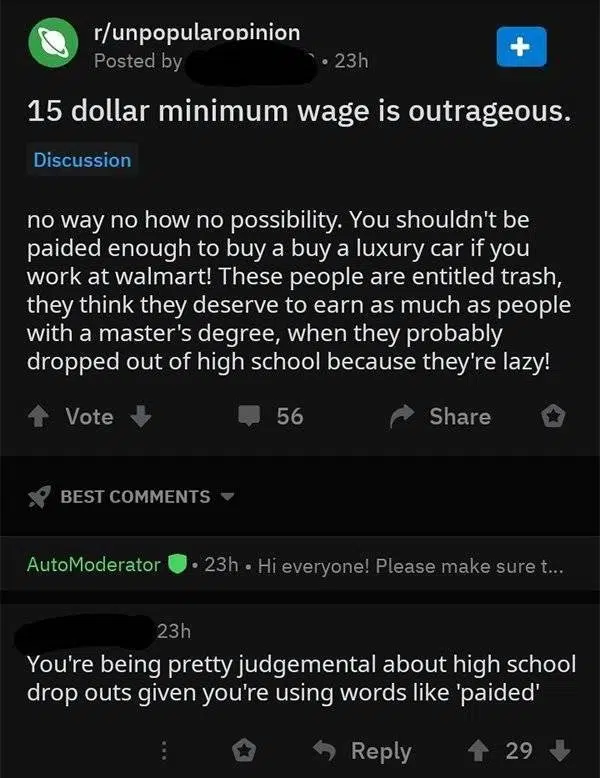 r/unpopularopinion
Posted by • 23h
15 dollar minimum wage is outrageous.
Discussion
no way no how no possibility. You shouldn't be
paided enough to buy a buy a luxury car if you
work at walmart! These people are entitled trash,
they think they deserve to earn as much as people
with a master's degree, when they probably
dropped out of high school because they're lazy!
Vote 56 Share
BEST COMMENTS
AutoModerator • 23h • Hi everyone! Please make sure t...
23h
You're being pretty judgemental about high school
drop outs given you're using words like 'paided'
Reply 29